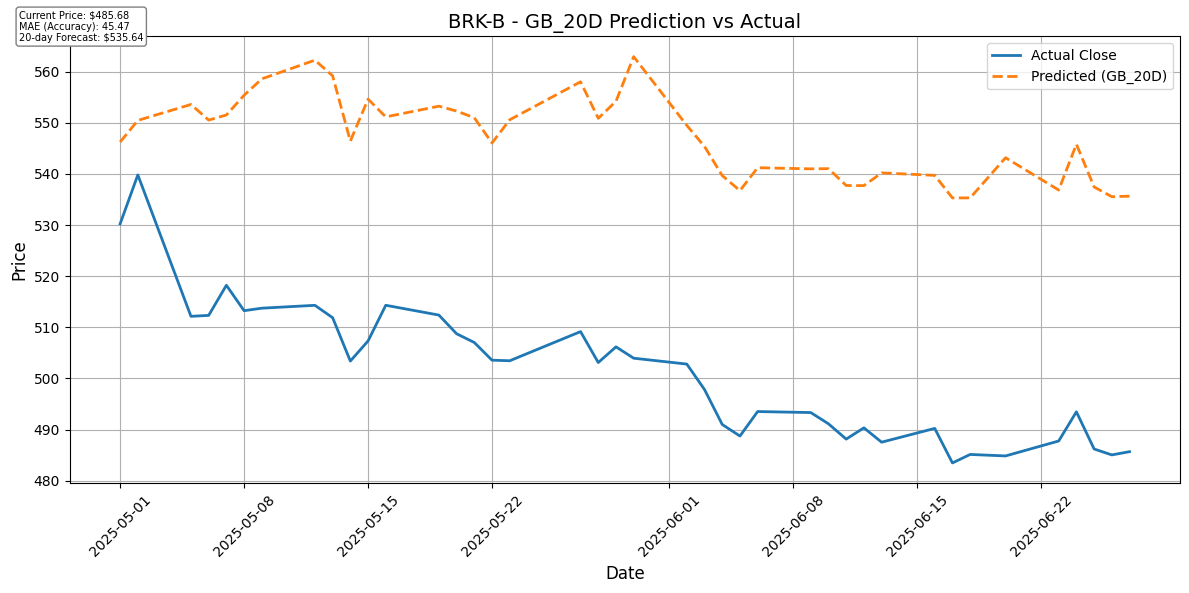 BRK-B - GB_20D Prediction vs Actual
Current Price: $485.68
MAE (Accuracy): 45.47
20-day Forecast: $535.64
Actual Close
Predicted (GB_20D)
Price
560
550
540
530
520
510
500
490
480
2025-05-01
2025-05-08
2025-05-15
2025-05-22
2025-06-01
2025-06-08
2025-06-15
2025-06-22
Date